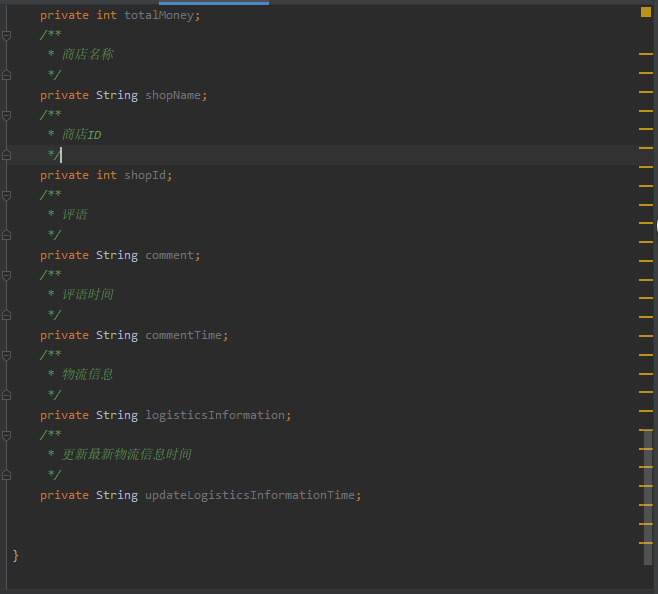 private int totalMoney;
/**
* 商店名称
*/
private String shopName;
/**
* 商店ID
*/
private int shopId;
/**
* 评语
*/
private String comment;
/**
* 评语时间
*/
private String commentTime;
/**
* 物流信息
*/
private String logisticsInformation;
/**
* 更新最新物流信息时间
*/
private String updateLogisticsInformationTime;
}